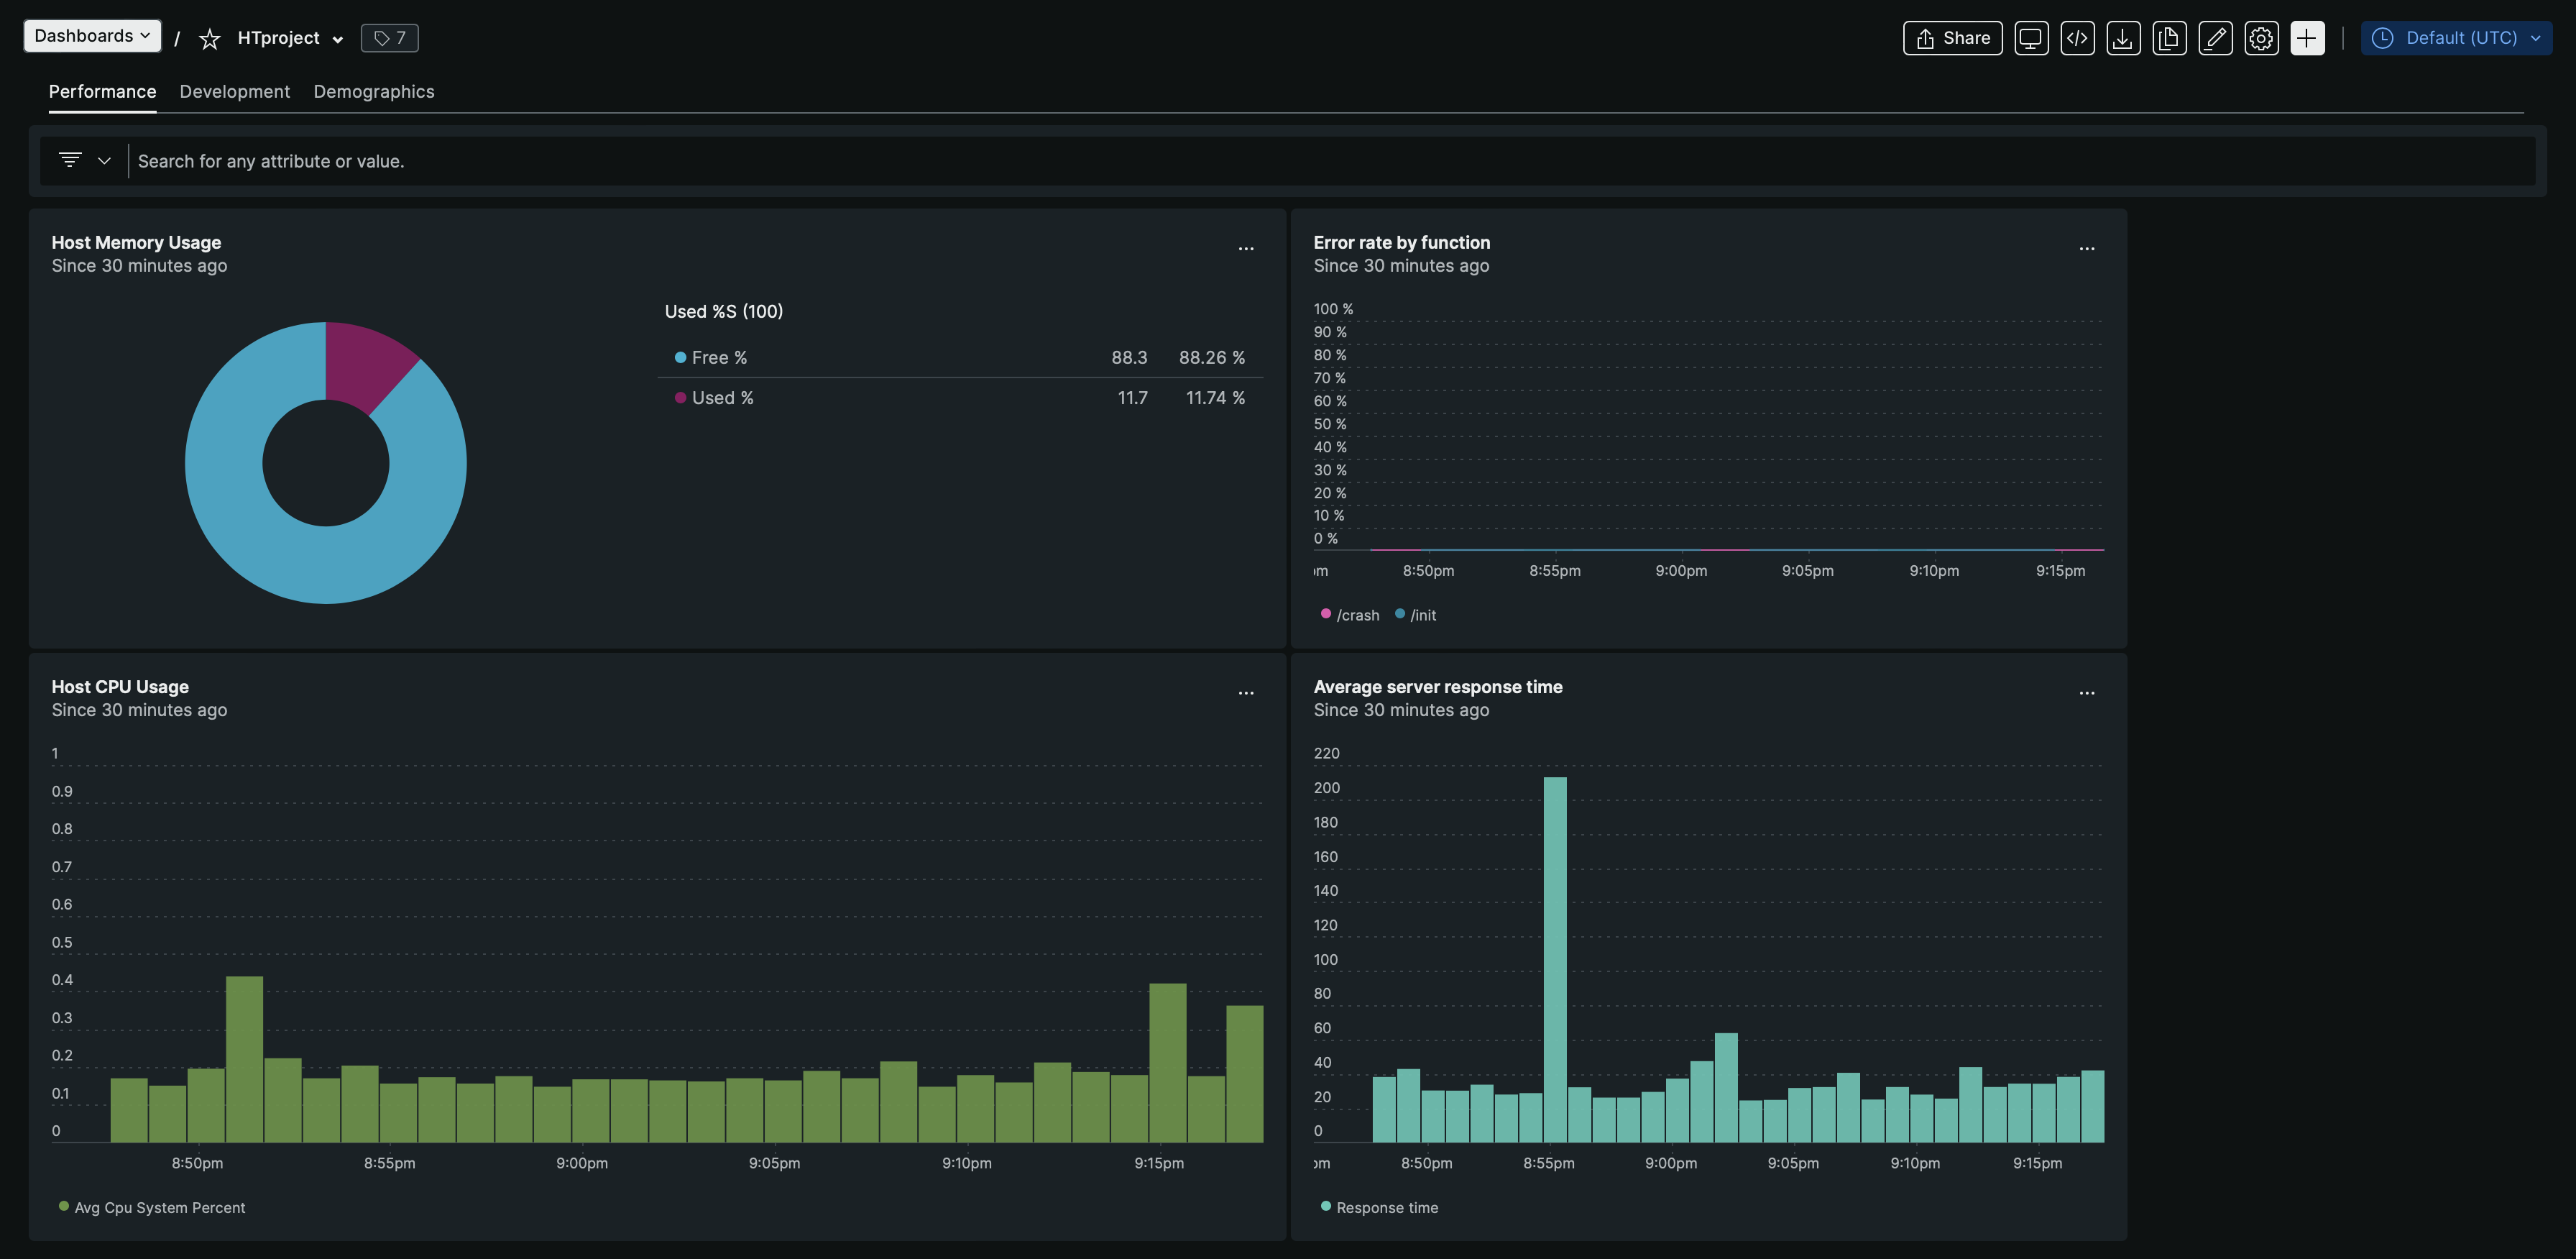 Dashboards / HTproject 7 Share Default (UTC)
Performance Development Demographics
Search for any attribute or value.
Host Memory Usage
Since 30 minutes ago
Used %S (100)
Free % 88.3 88.26 %
Used % 11.7 11.74 %
Error rate by function
Since 30 minutes ago
100 %
90 %
80 %
70 %
60 %
50 %
40 %
30 %
20 %
10 %
0 %
8:50pm 8:55pm 9:00pm 9:05pm 9:10pm 9:15pm
/crash /init
Host CPU Usage
Since 30 minutes ago
1
0.9
0.8
0.7
0.6
0.5
0.4
0.3
0.2
0.1
0
8:50pm 8:55pm 9:00pm 9:05pm 9:10pm 9:15pm
Avg Cpu System Percent
Average server response time
Since 30 minutes ago
220
200
180
160
140
120
100
80
60
40
20
0
8:50pm 8:55pm 9:00pm 9:05pm 9:10pm 9:15pm
Response time